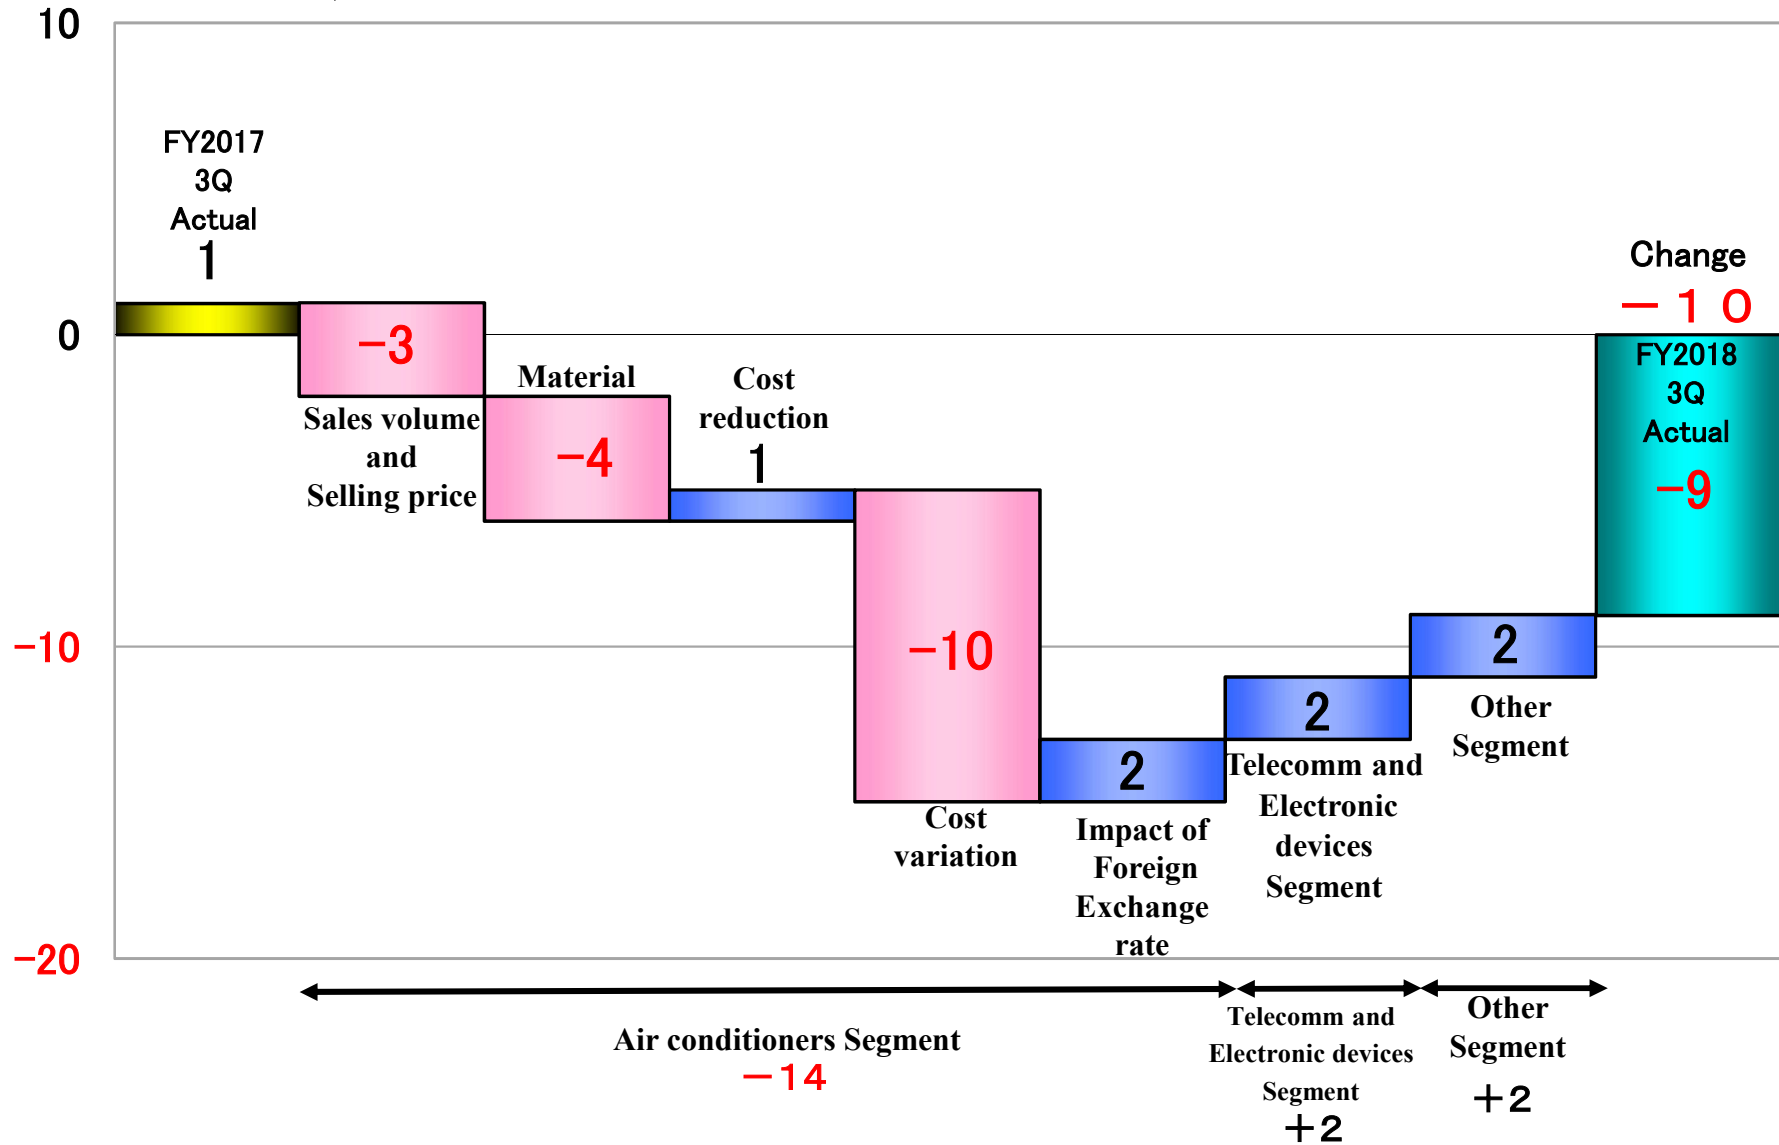 10
0
−10
−20
FY2017
3Q
Actual
1
−3
Sales volume
and
Selling price
Material
−4
Cost
reduction
1
−10
Cost
variation
2
Impact of
Foreign
Exchange
rate
2
Telecomm and
Electronic
devices
Segment
2
Other
Segment
Change
−10
FY2018
3Q
Actual
−9
Air conditioners Segment
−14
Telecomm and
Electronic devices
Segment
+2
Other
Segment
+2